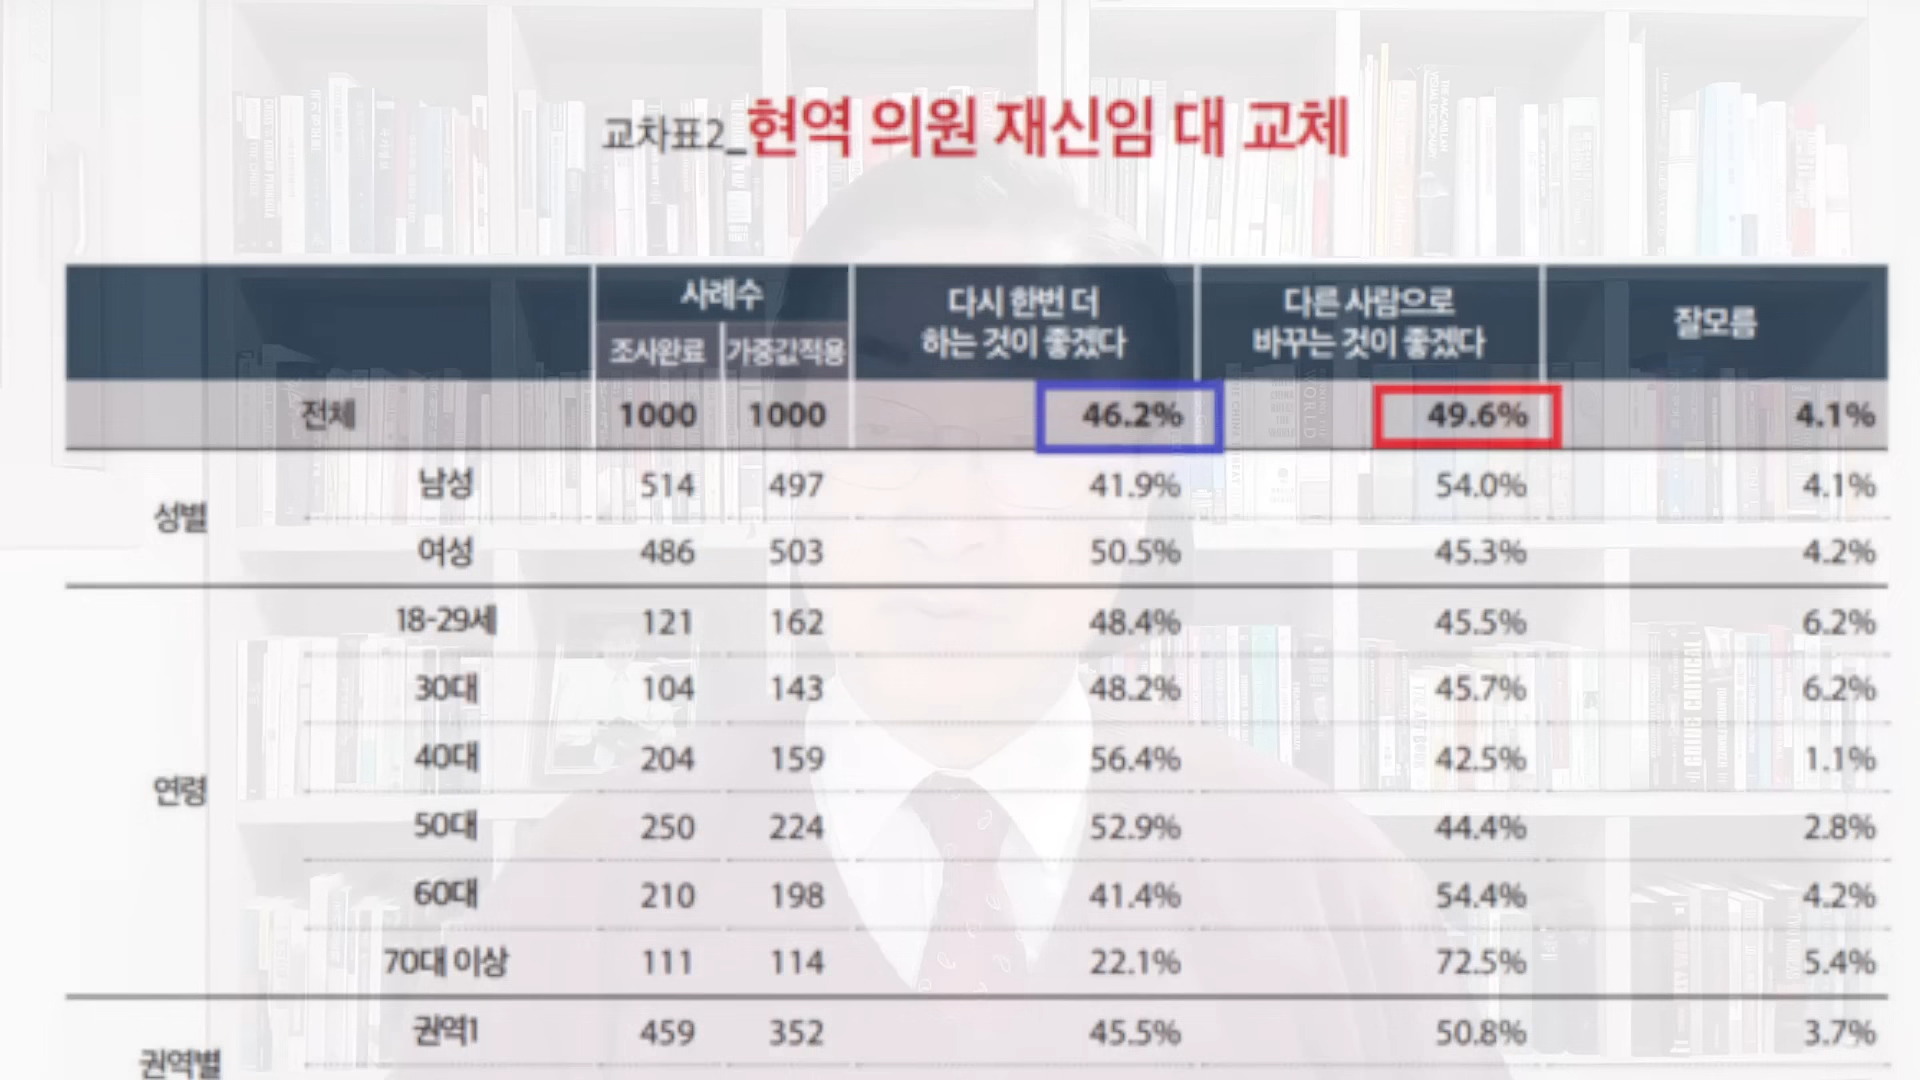 교차표2_현역 의원 재신임 대 교체
사례수
다시 한번 더
하는 것이 좋겠다
다른 사람으로
바꾸는 것이 좋겠다
잘모름
조사완료 가중값적용
전체 1000 1000 46.2% 49.6% 4.1%
성별
남성 514 497 41.9% 54.0% 4.1%
여성 486 503 50.5% 45.3% 4.2%
연령
18-29세 121 162 48.4% 45.5% 6.2%
30대 104 143 48.2% 45.7% 6.2%
40대 204 159 56.4% 42.5% 1.1%
50대 250 224 52.9% 44.4% 2.8%
60대 210 198 41.4% 54.4% 4.2%
70대 이상 111 114 22.1% 72.5% 5.4%
권역별
권역1 459 352 45.5% 50.8% 3.7%